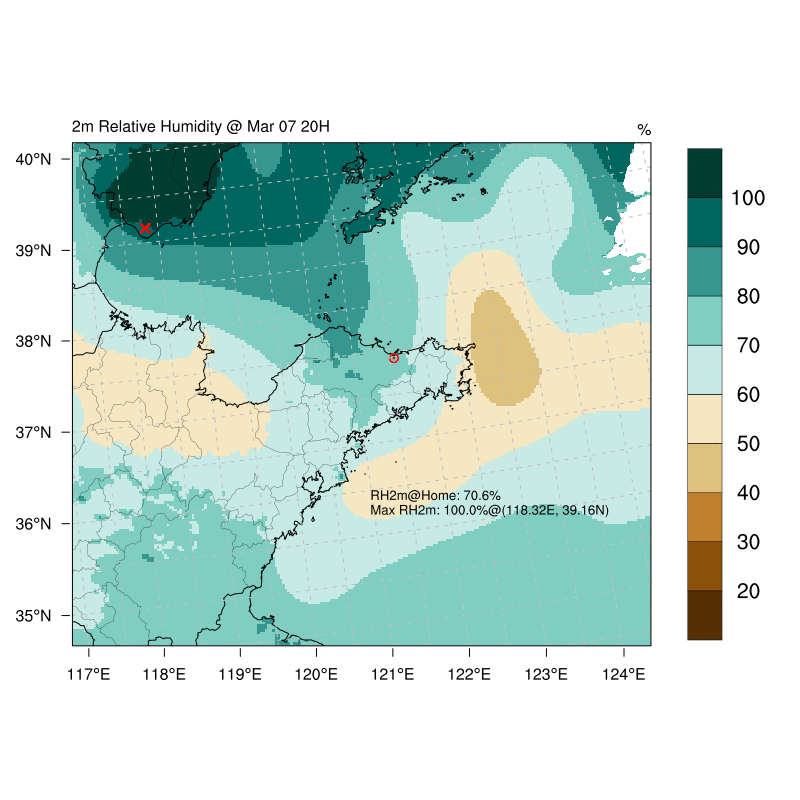 2m Relative Humidity @ Mar 07 20H
%
40°N
39°N
38°N
37°N
36°N
35°N
117°E
118°E
119°E
120°E
121°E
122°E
123°E
124°E
RH2m@Home: 70.6%
Max RH2m: 100.0%@(118.32E, 39.16N)
100
90
80
70
60
50
40
30
20